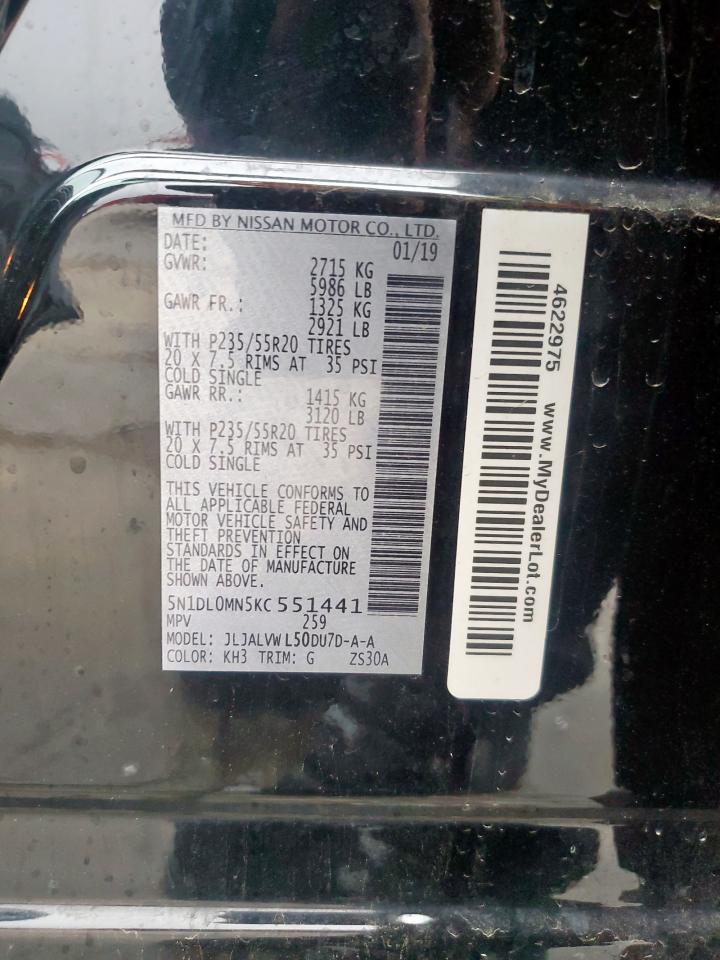 MFD BY NISSAN MOTOR CO., LTD.
DATE: 01/19
GVWR: 2715 KG
5986 LB
GAWR FR.: 1325 KG
2921 LB
WITH P235/55R20 TIRES
20 X 7.5 RIMS AT 35 PSI
COLD SINGLE
GAWR RR.: 1415 KG
3120 LB
WITH P235/55R20 TIRES
20 X 7.5 RIMS AT 35 PSI
COLD SINGLE
THIS VEHICLE CONFORMS TO
ALL APPLICABLE FEDERAL
MOTOR VEHICLE SAFETY AND
THEFT PREVENTION
STANDARDS IN EFFECT ON
THE DATE OF MANUFACTURE
SHOWN ABOVE.
5N1DL0MN5KC551441
MPV 259
MODEL: JLJALVWL50DU7D-A-A
COLOR: KH3 TRIM: G ZS30A
4622975 www.MyDealerLot.com